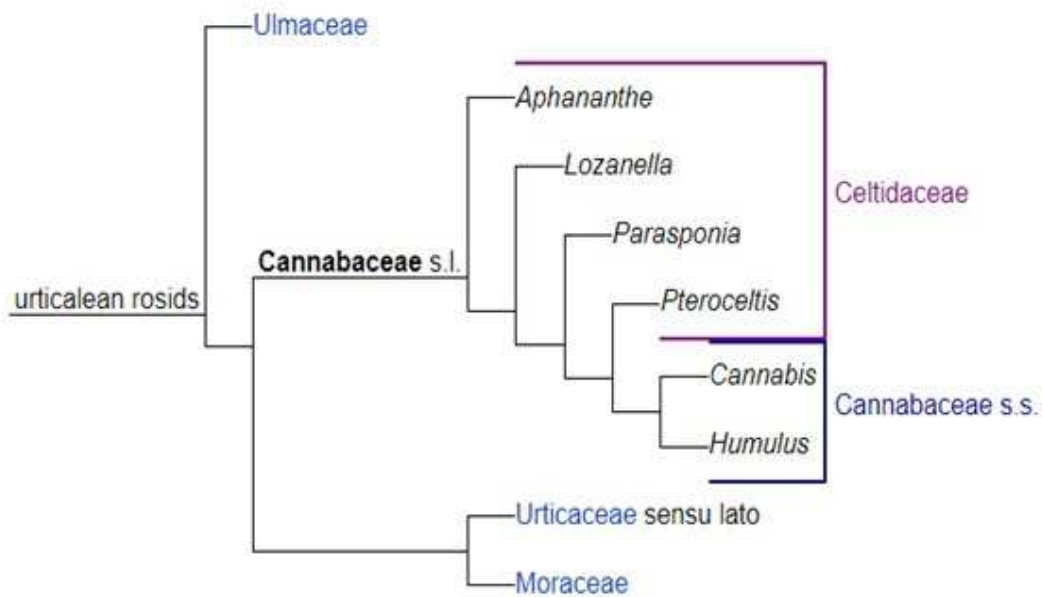 Ulmaceae
Aphananthe
Lozanella
Celtidaceae
Parasponia
Cannabaceae s.l.
urticalean rosids
Pteroceltis
Cannabis
Cannabaceae s.s.
Humulus
Urticaceae sensu lato
Moraceae